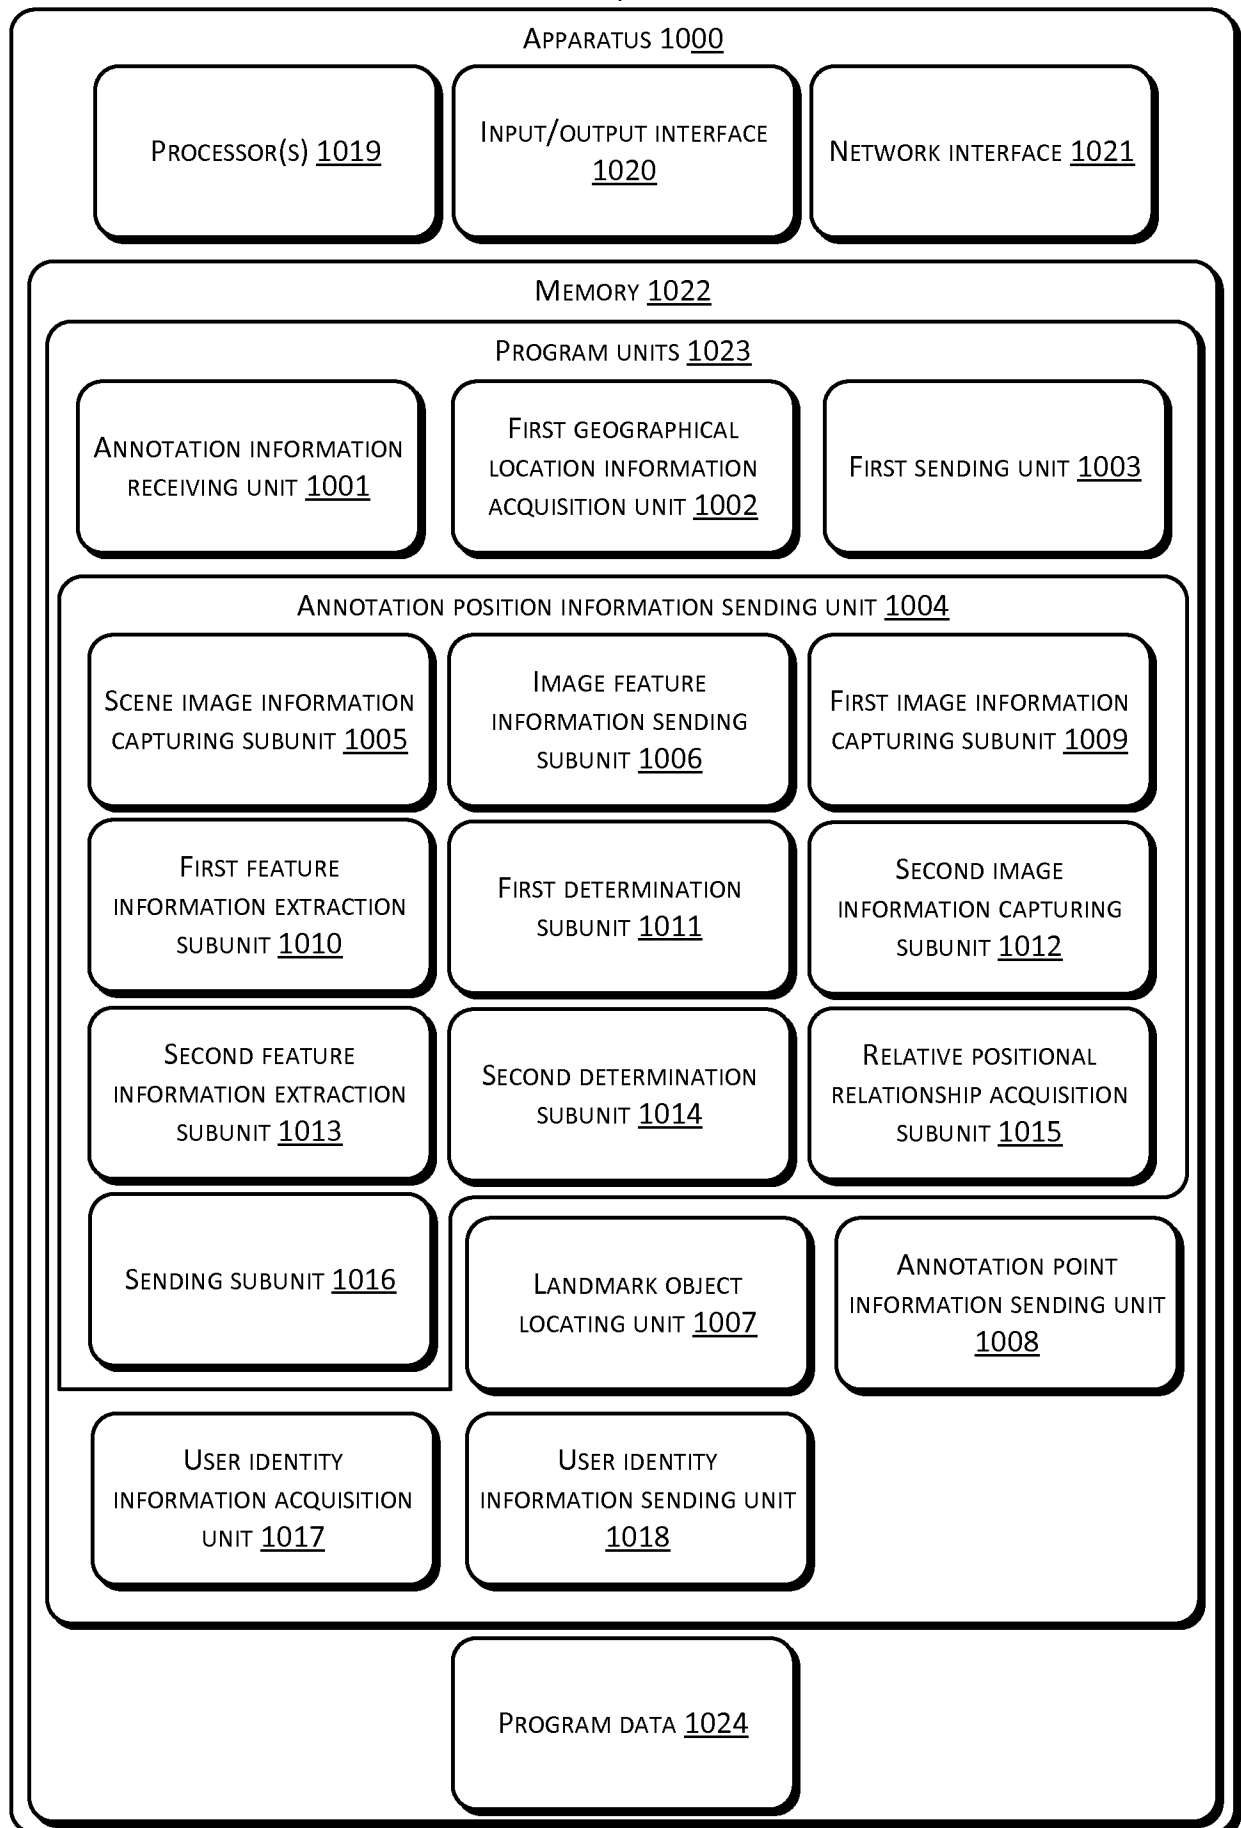 APPARATUS 1000
PROCESSOR(S) 1019
INPUT/OUTPUT INTERFACE
1020
NETWORK INTERFACE 1021
MEMORY 1022
PROGRAM UNITS 1023
ANNOTATION INFORMATION
RECEIVING UNIT 1001
FIRST GEOGRAPHICAL
LOCATION INFORMATION
ACQUISITION UNIT 1002
FIRST SENDING UNIT 1003
ANNOTATION POSITION INFORMATION SENDING UNIT 1004
SCENE IMAGE INFORMATION
CAPTURING SUBUNIT 1005
IMAGE FEATURE
INFORMATION SENDING
SUBUNIT 1006
FIRST IMAGE INFORMATION
CAPTURING SUBUNIT 1009
FIRST FEATURE
INFORMATION EXTRACTION
SUBUNIT 1010
FIRST DETERMINATION
SUBUNIT 1011
SECOND IMAGE
INFORMATION CAPTURING
SUBUNIT 1012
SECOND FEATURE
INFORMATION EXTRACTION
SUBUNIT 1013
SECOND DETERMINATION
SUBUNIT 1014
RELATIVE POSITIONAL
RELATIONSHIP ACQUISITION
SUBUNIT 1015
SENDING SUBUNIT 1016
LANDMARK OBJECT
LOCATING UNIT 1007
ANNOTATION POINT
INFORMATION SENDING UNIT
1008
USER IDENTITY
INFORMATION ACQUISITION
UNIT 1017
USER IDENTITY
INFORMATION SENDING UNIT
1018
PROGRAM DATA 1024